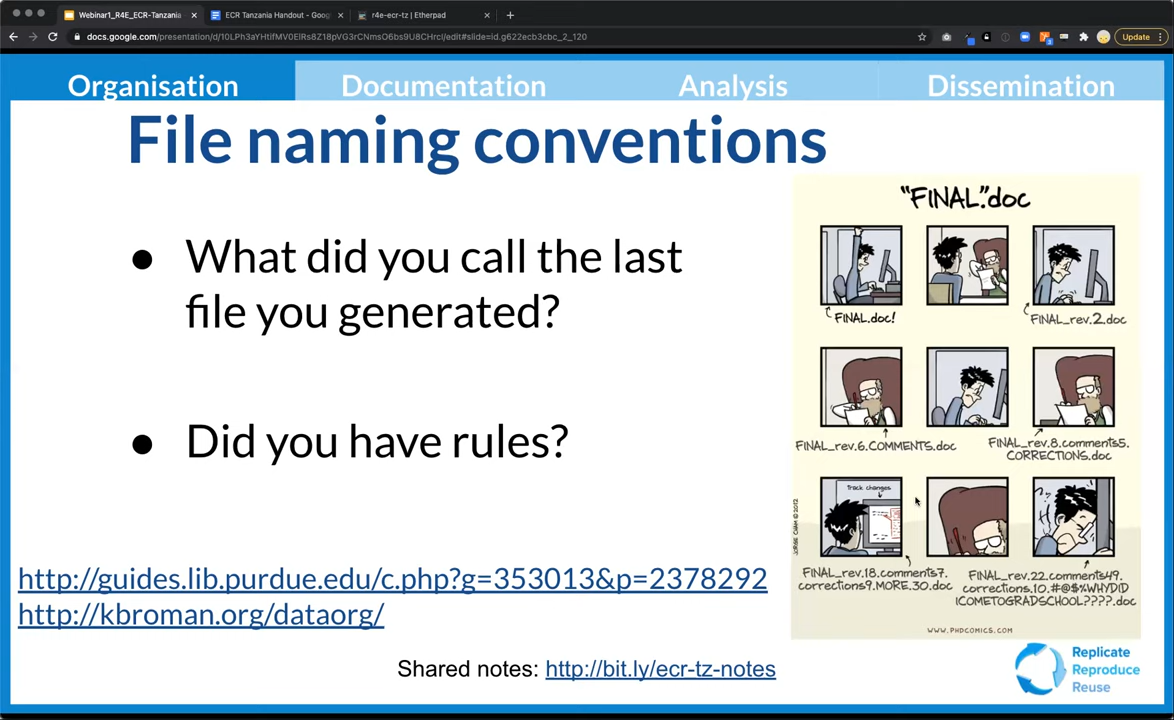 Webinar1_R4E_ECR-Tanzania
ECR Tanzania Handout - Goog
r4e-ecr-tz | Etherpad
docs.google.com/presentation/d/10LPh3aYHtifMV0ElRs8Z18pVG3rCNmsO6bs9U8CHrcI/edit#slide=id.g622ecb3cbc_2_120
Update
Organisation
Documentation
Analysis
Dissemination
File naming conventions
● What did you call the last
file you generated?
● Did you have rules?
http://guides.lib.purdue.edu/c.php?g=353013&p=2378292
http://kbroman.org/dataorg/
Shared notes: http://bit.ly/ecr-tz-notes
"FINAL".doc
FINAL.doc!
FINAL_rev.2.doc
FINAL_rev.6.COMMENTS.doc
FINAL_rev.8.comments5.
CORRECTIONS.doc
Track changes
JORGE CHAM © 2012
FINAL_rev.18.comments7.
corrections9.MORE.30.doc
FINAL_rev.22.comments49.
corrections.10.#@$%WHYDID
ICOMETOGRADSCHOOL????.doc
WWW.PHDCOMICS.COM
Replicate
Reproduce
Reuse